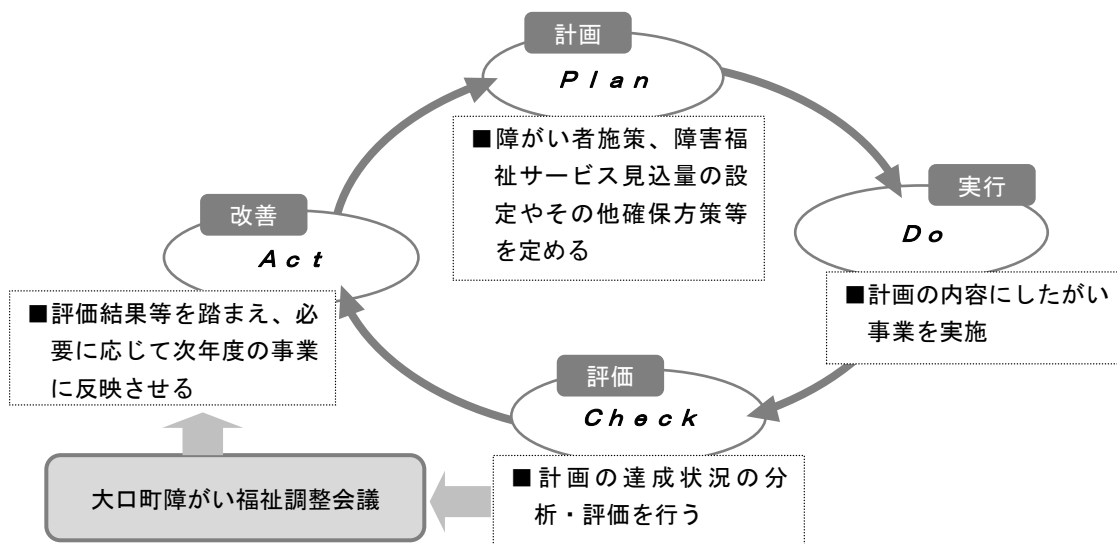 計画
Plan
■障がい者施策、障害福
祉サービス見込量の設
定やその他確保方策等
を定める
実行
Do
■計画の内容にしたがい
事業を実施
評価
Check
■計画の達成状況の分
析・評価を行う
改善
Act
■評価結果等を踏まえ、必
要に応じて次年度の事業
に反映させる
大口町障がい福祉調整会議